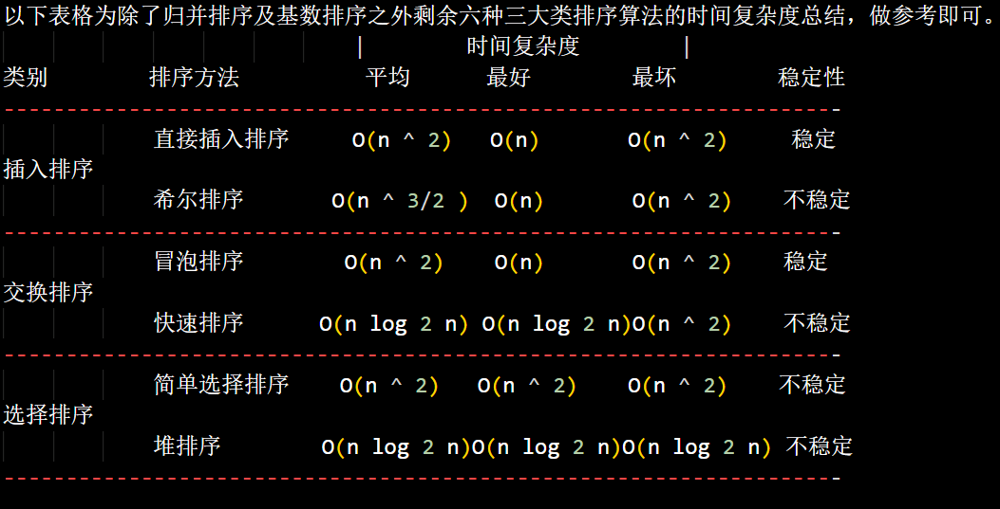 以下表格为除了归并排序及基数排序之外剩余六种三大类排序算法的时间复杂度总结，做参考即可。
| 时间复杂度 |
类别 排序方法 平均 最好 最坏 稳定性
-------------------------------------------------------------------
直接插入排序 O(n ^ 2) O(n) O(n ^ 2) 稳定
插入排序
希尔排序 O(n ^ 3/2 ) O(n) O(n ^ 2) 不稳定
-------------------------------------------------------------------
冒泡排序 O(n ^ 2) O(n) O(n ^ 2) 稳定
交换排序
快速排序 O(n log 2 n) O(n log 2 n)O(n ^ 2) 不稳定
-------------------------------------------------------------------
简单选择排序 O(n ^ 2) O(n ^ 2) O(n ^ 2) 不稳定
选择排序
堆排序 O(n log 2 n)O(n log 2 n)O(n log 2 n) 不稳定
-------------------------------------------------------------------